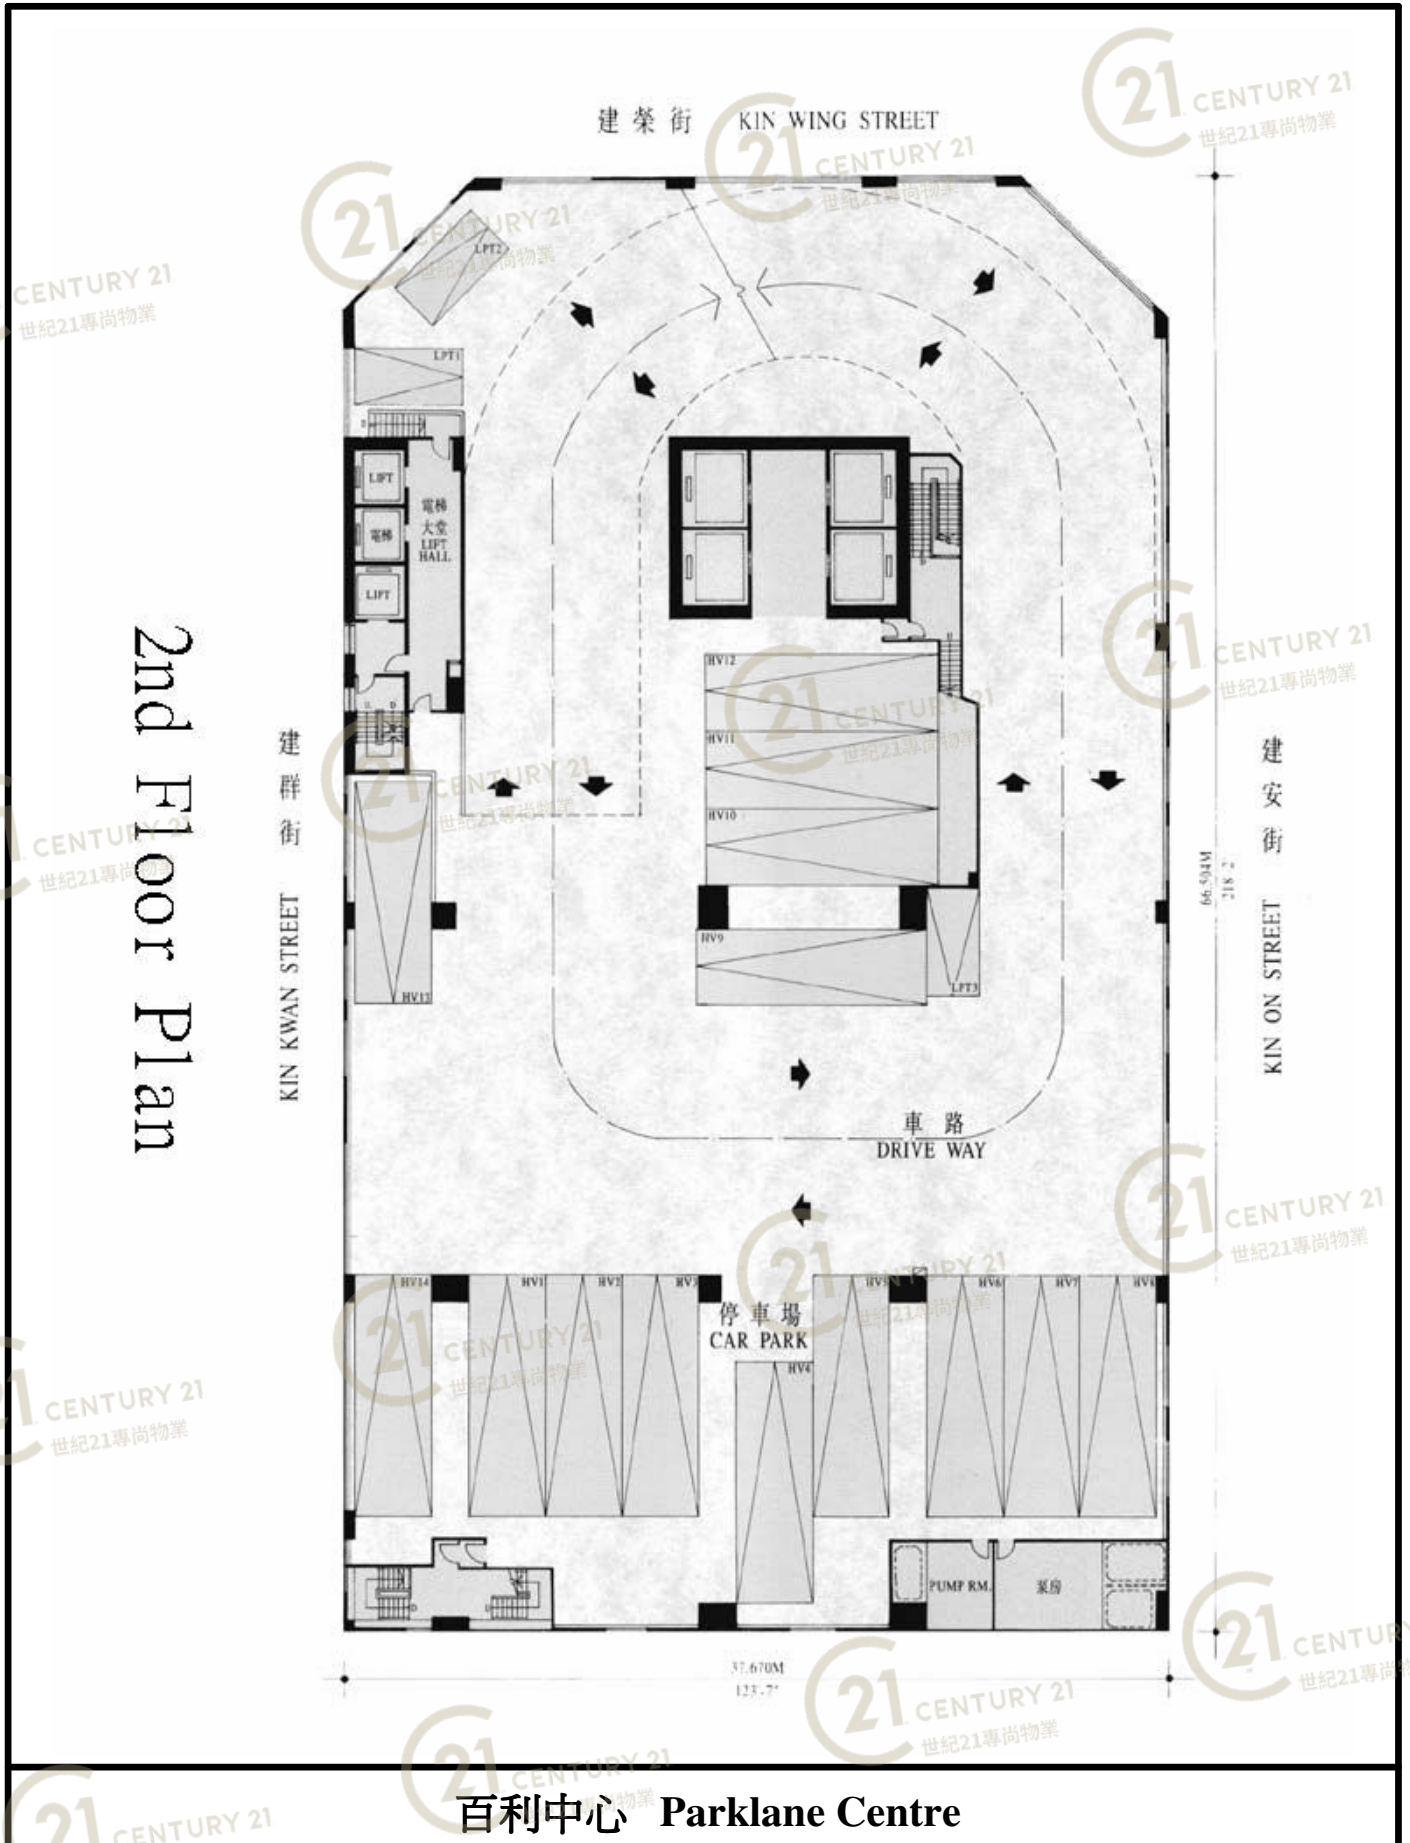 建榮街 KIN WING STREET
LPT2
LPT1
D
LIFT
電梯
LIFT
電梯
大堂
LIFT
HALL
D
U
U
D
HV12
HV11
HV10
HV9
LPT3
HV13
2nd Floor Plan
建群街 KIN KWAN STREET
建安街 KIN ON STREET
66.504M
218'-2"
車路
DRIVE WAY
HV14
HV1
HV2
HV3
停車場
CAR PARK
HV4
HV5
HV6
HV7
HV8
D
U
PUMP RM.
泵房
37.670M
123'-7"
百利中心 Parklane Centre
21 CENTURY 21
世紀21專尚物業